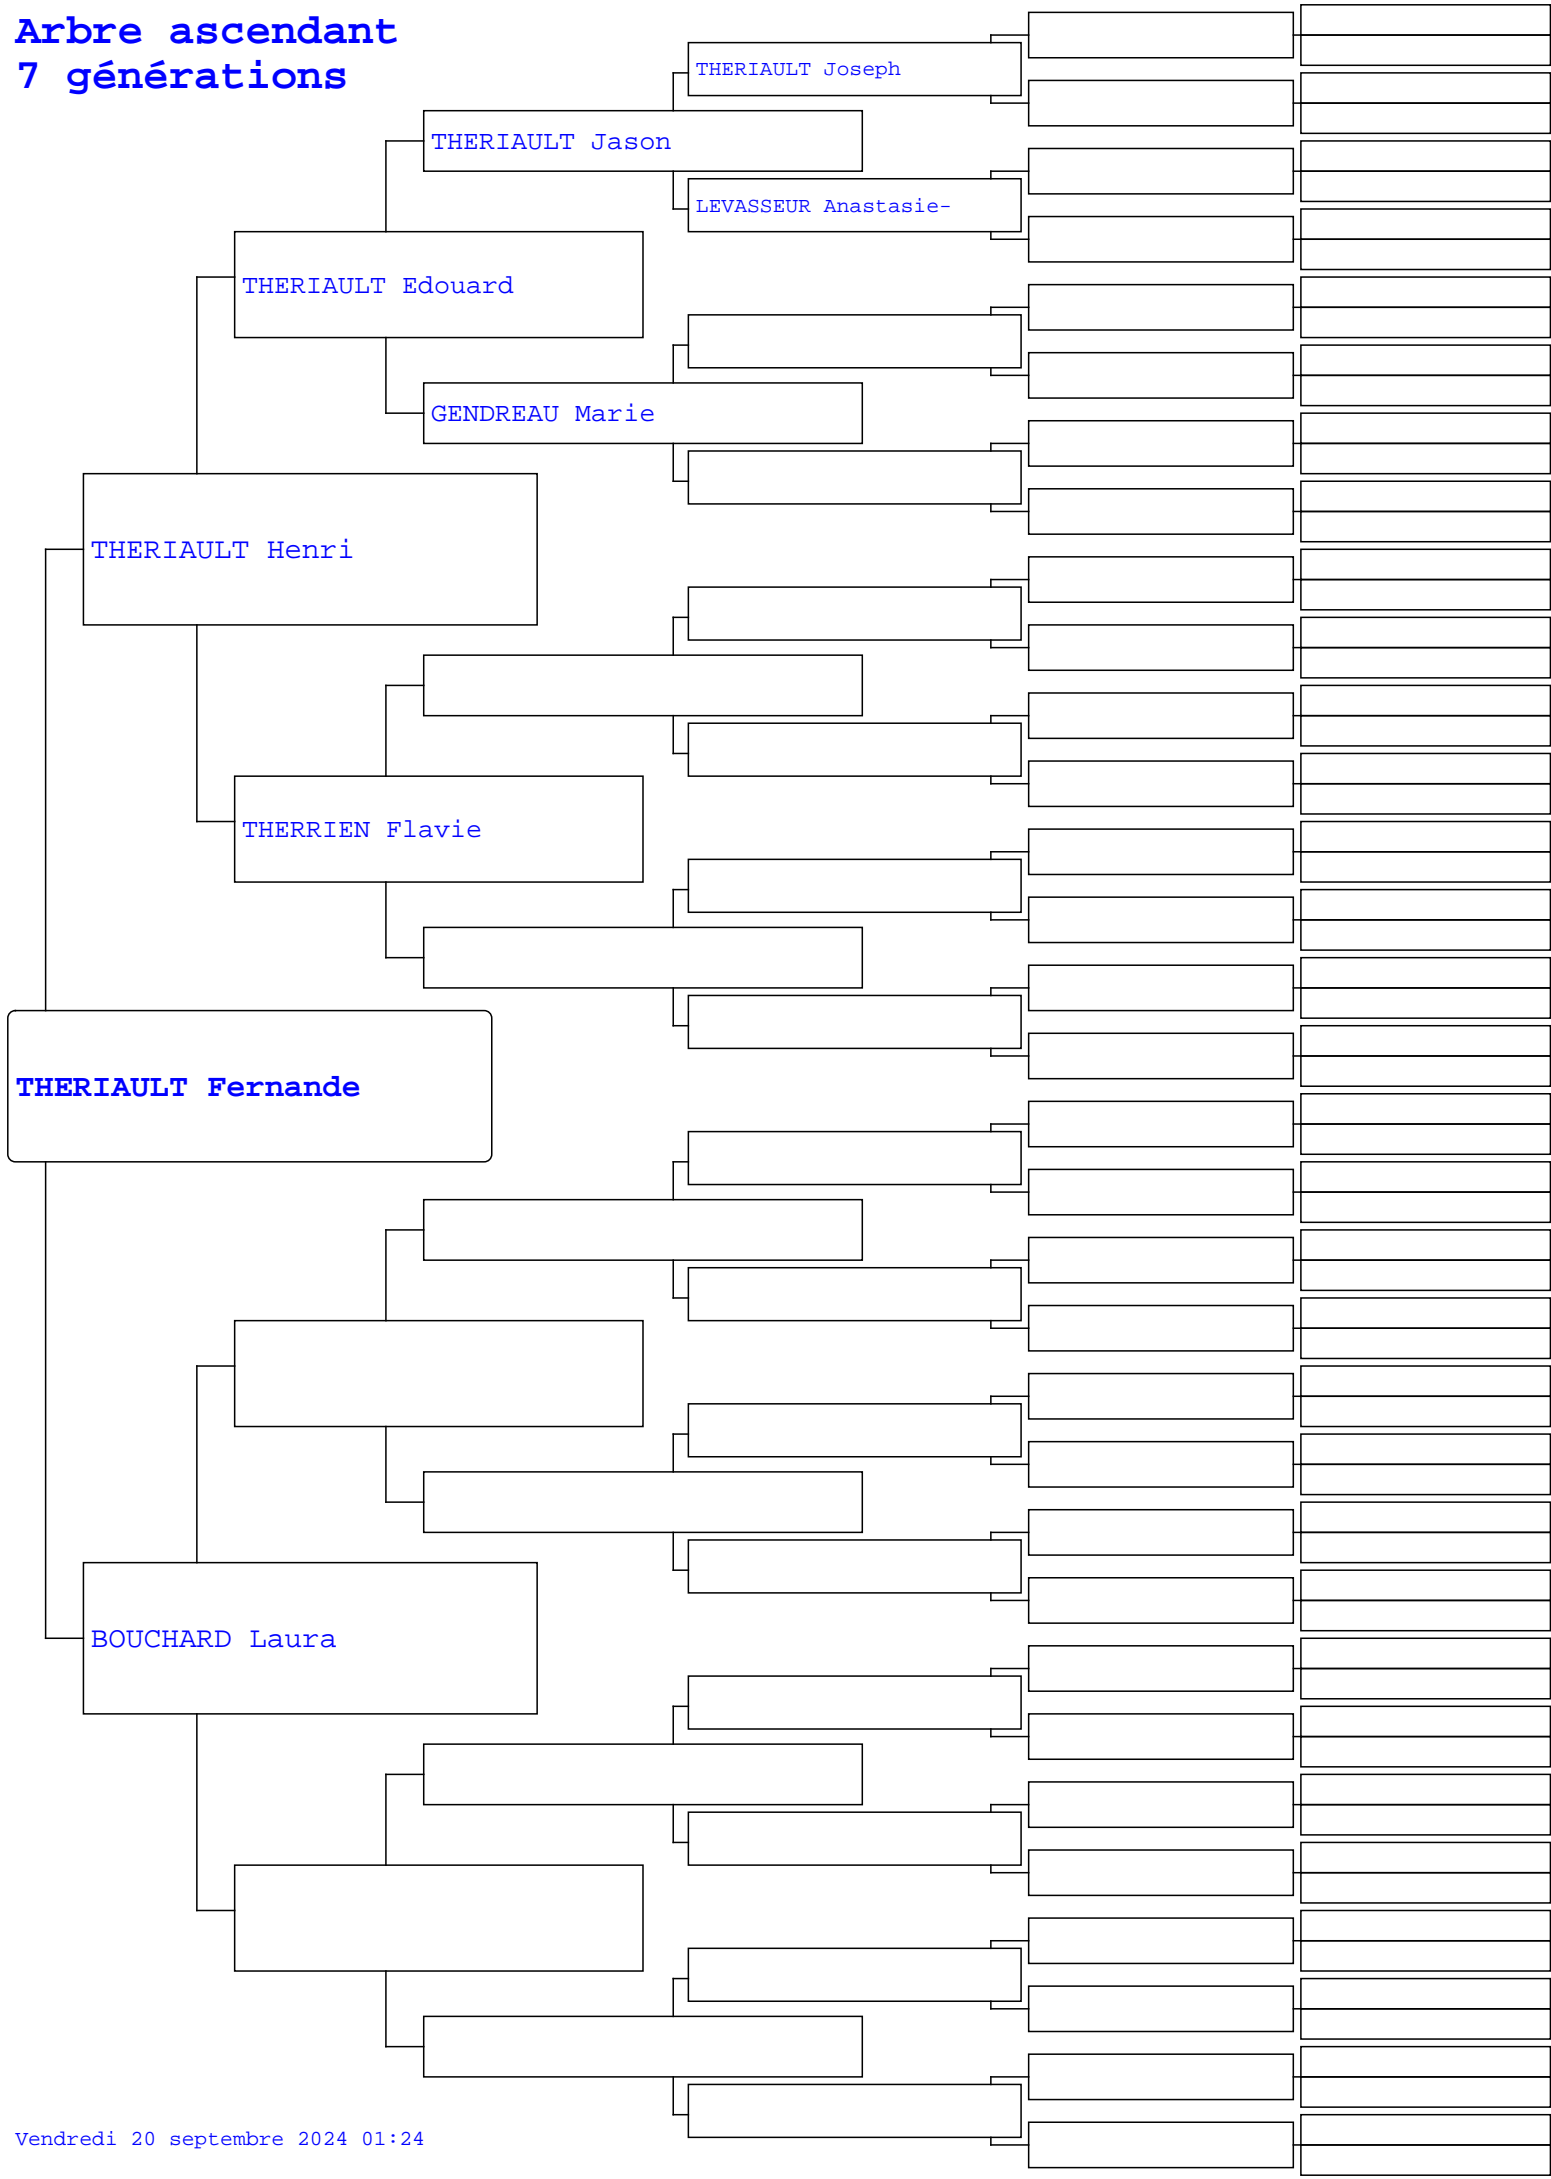 Arbre ascendant
7 générations
THERIAULT Joseph
THERIAULT Jason
LEVASSEUR Anastasie-
THERIAULT Edouard
GENDREAU Marie
THERIAULT Henri
THERRIEN Flavie
THERIAULT Fernande
BOUCHARD Laura
Vendredi 20 septembre 2024 01:24